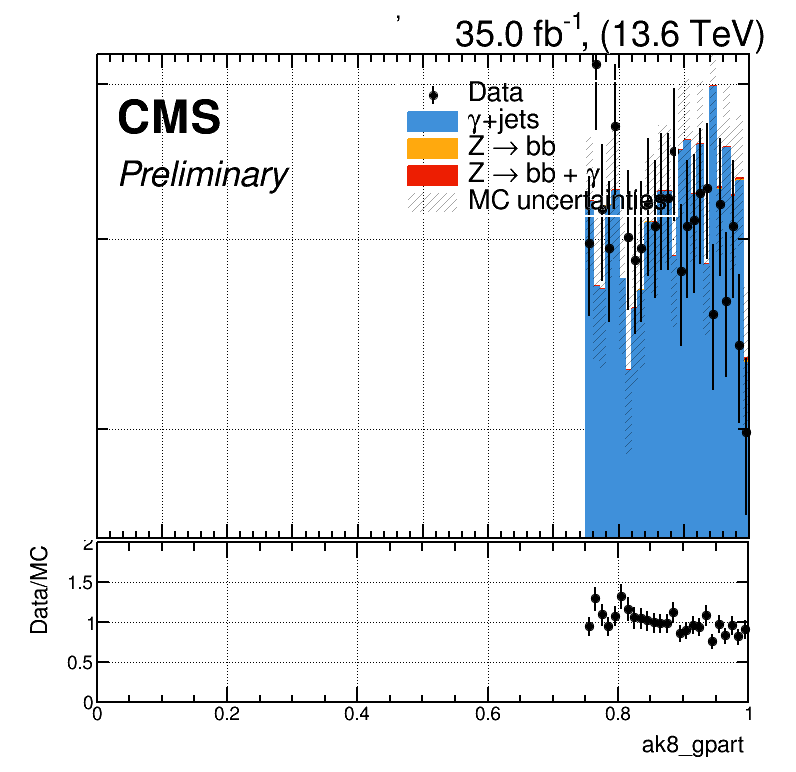 ,
35.0 fb-1, (13.6 TeV)
CMS
Preliminary
Data
γ+jets
Z → bb
Z → bb + γ
MC uncertainties
Data/MC
2
1.5
1
0.5
0
0 0.2 0.4 0.6 0.8 1
ak8_gpart